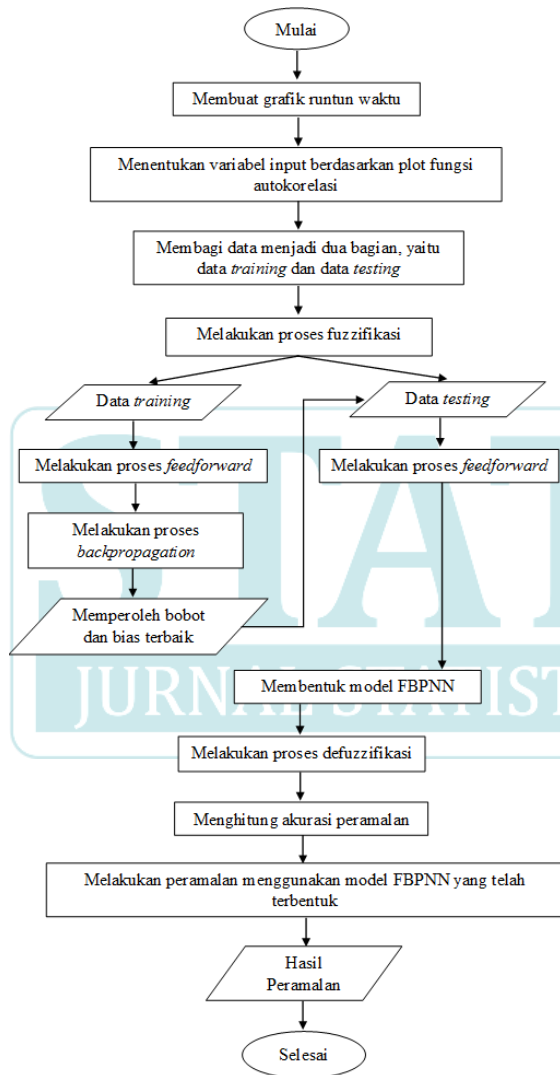 Mulai
Membuat grafik runtun waktu
Menentukan variabel input berdasarkan plot fungsi
autokorelasi
Membagi data menjadi dua bagian, yaitu
data training dan data testing
Melakukan proses fuzzifikasi
Data training
Data testing
Melakukan proses feedforward
Melakukan proses feedforward
Melakukan proses
backpropagation
Memperoleh bobot
dan bias terbaik
STAT
Membentuk model FBPNN
JURNAL STATIST
Melakukan proses defuzzifikasi
Menghitung akurasi peramalan
Melakukan peramalan menggunakan model FBPNN yang telah
terbentuk
Hasil
Peramalan
Selesai